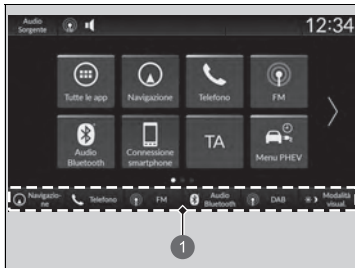 Audio
Sorgente
12:34
Tutte le app
Navigazione
Telefono
FM
Audio
Bluetooth
Connessione
smartphone
TA
Menu PHEV
Navigazio-
ne
Telefono
FM
Audio
Bluetooth
DAB
Modalità
visual.
1